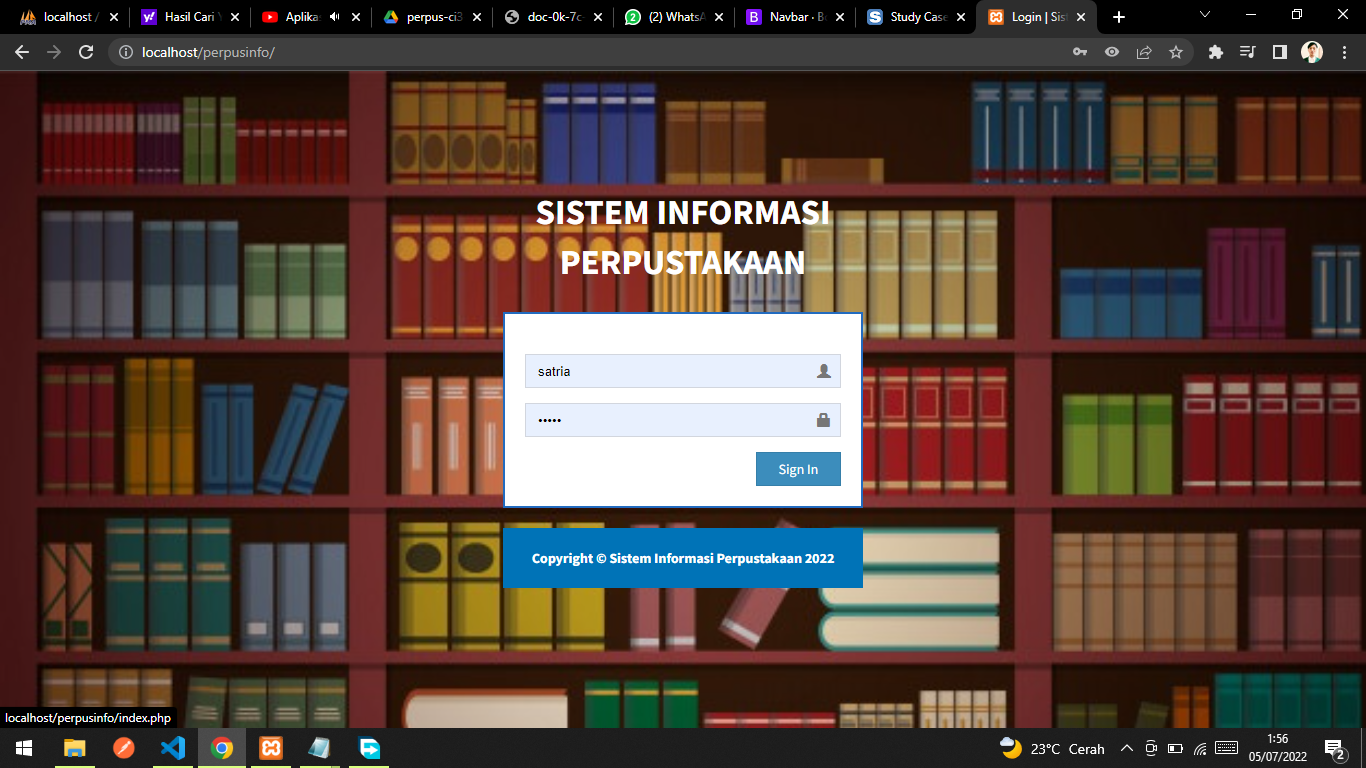 localhost /
Hasil Cari Y
Aplika
perpus-ci3
doc-0k-7c-
(2) WhatsA
Navbar · B
Study Case
Login | Sis
localhost/perpusinfo/
SISTEM INFORMASI
PERPUSTAKAAN
satria
•••••
Sign In
Copyright © Sistem Informasi Perpustakaan 2022
localhost/perpusinfo/index.php
23°C Cerah
1:56
05/07/2022
2